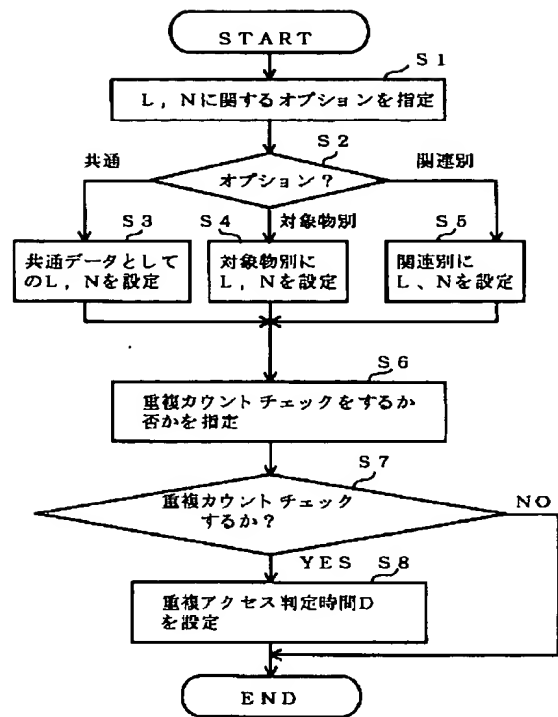 START
S1
L，Nに関するオプションを指定
S2
共通
関連別
オプション？
S3
S4
対象物別
S5
共通データとして
のL，Nを設定
対象物別に
L，Nを設定
関連別に
L、Nを設定
S6
重複カウントチェックをするか
否かを指定
S7
重複カウントチェック
するか？
NO
YES
S8
重複アクセス判定時間D
を設定
END